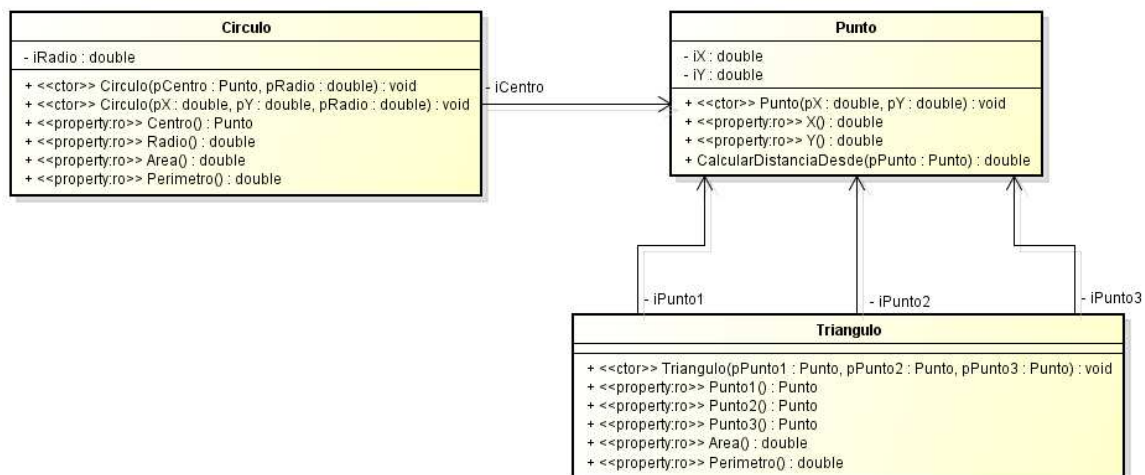 Circulo
- iRadio : double
+ <<ctor>> Circulo(pCentro : Punto, pRadio : double) : void
+ <<ctor>> Circulo(pX : double, pY : double, pRadio : double) : void
+ <<property:ro>> Centro() : Punto
+ <<property:ro>> Radio() : double
+ <<property:ro>> Area() : double
+ <<property:ro>> Perimetro() : double
- iCentro
Punto
- iX : double
- iY : double
+ <<ctor>> Punto(pX : double, pY : double) : void
+ <<property:ro>> X() : double
+ <<property:ro>> Y() : double
+ CalcularDistanciaDesde(pPunto : Punto) : double
- iPunto1
- iPunto2
- iPunto3
Triangulo
+ <<ctor>> Triangulo(pPunto1 : Punto, pPunto2 : Punto, pPunto3 : Punto) : void
+ <<property:ro>> Punto1() : Punto
+ <<property:ro>> Punto2() : Punto
+ <<property:ro>> Punto3() : Punto
+ <<property:ro>> Area() : double
+ <<property:ro>> Perimetro() : double